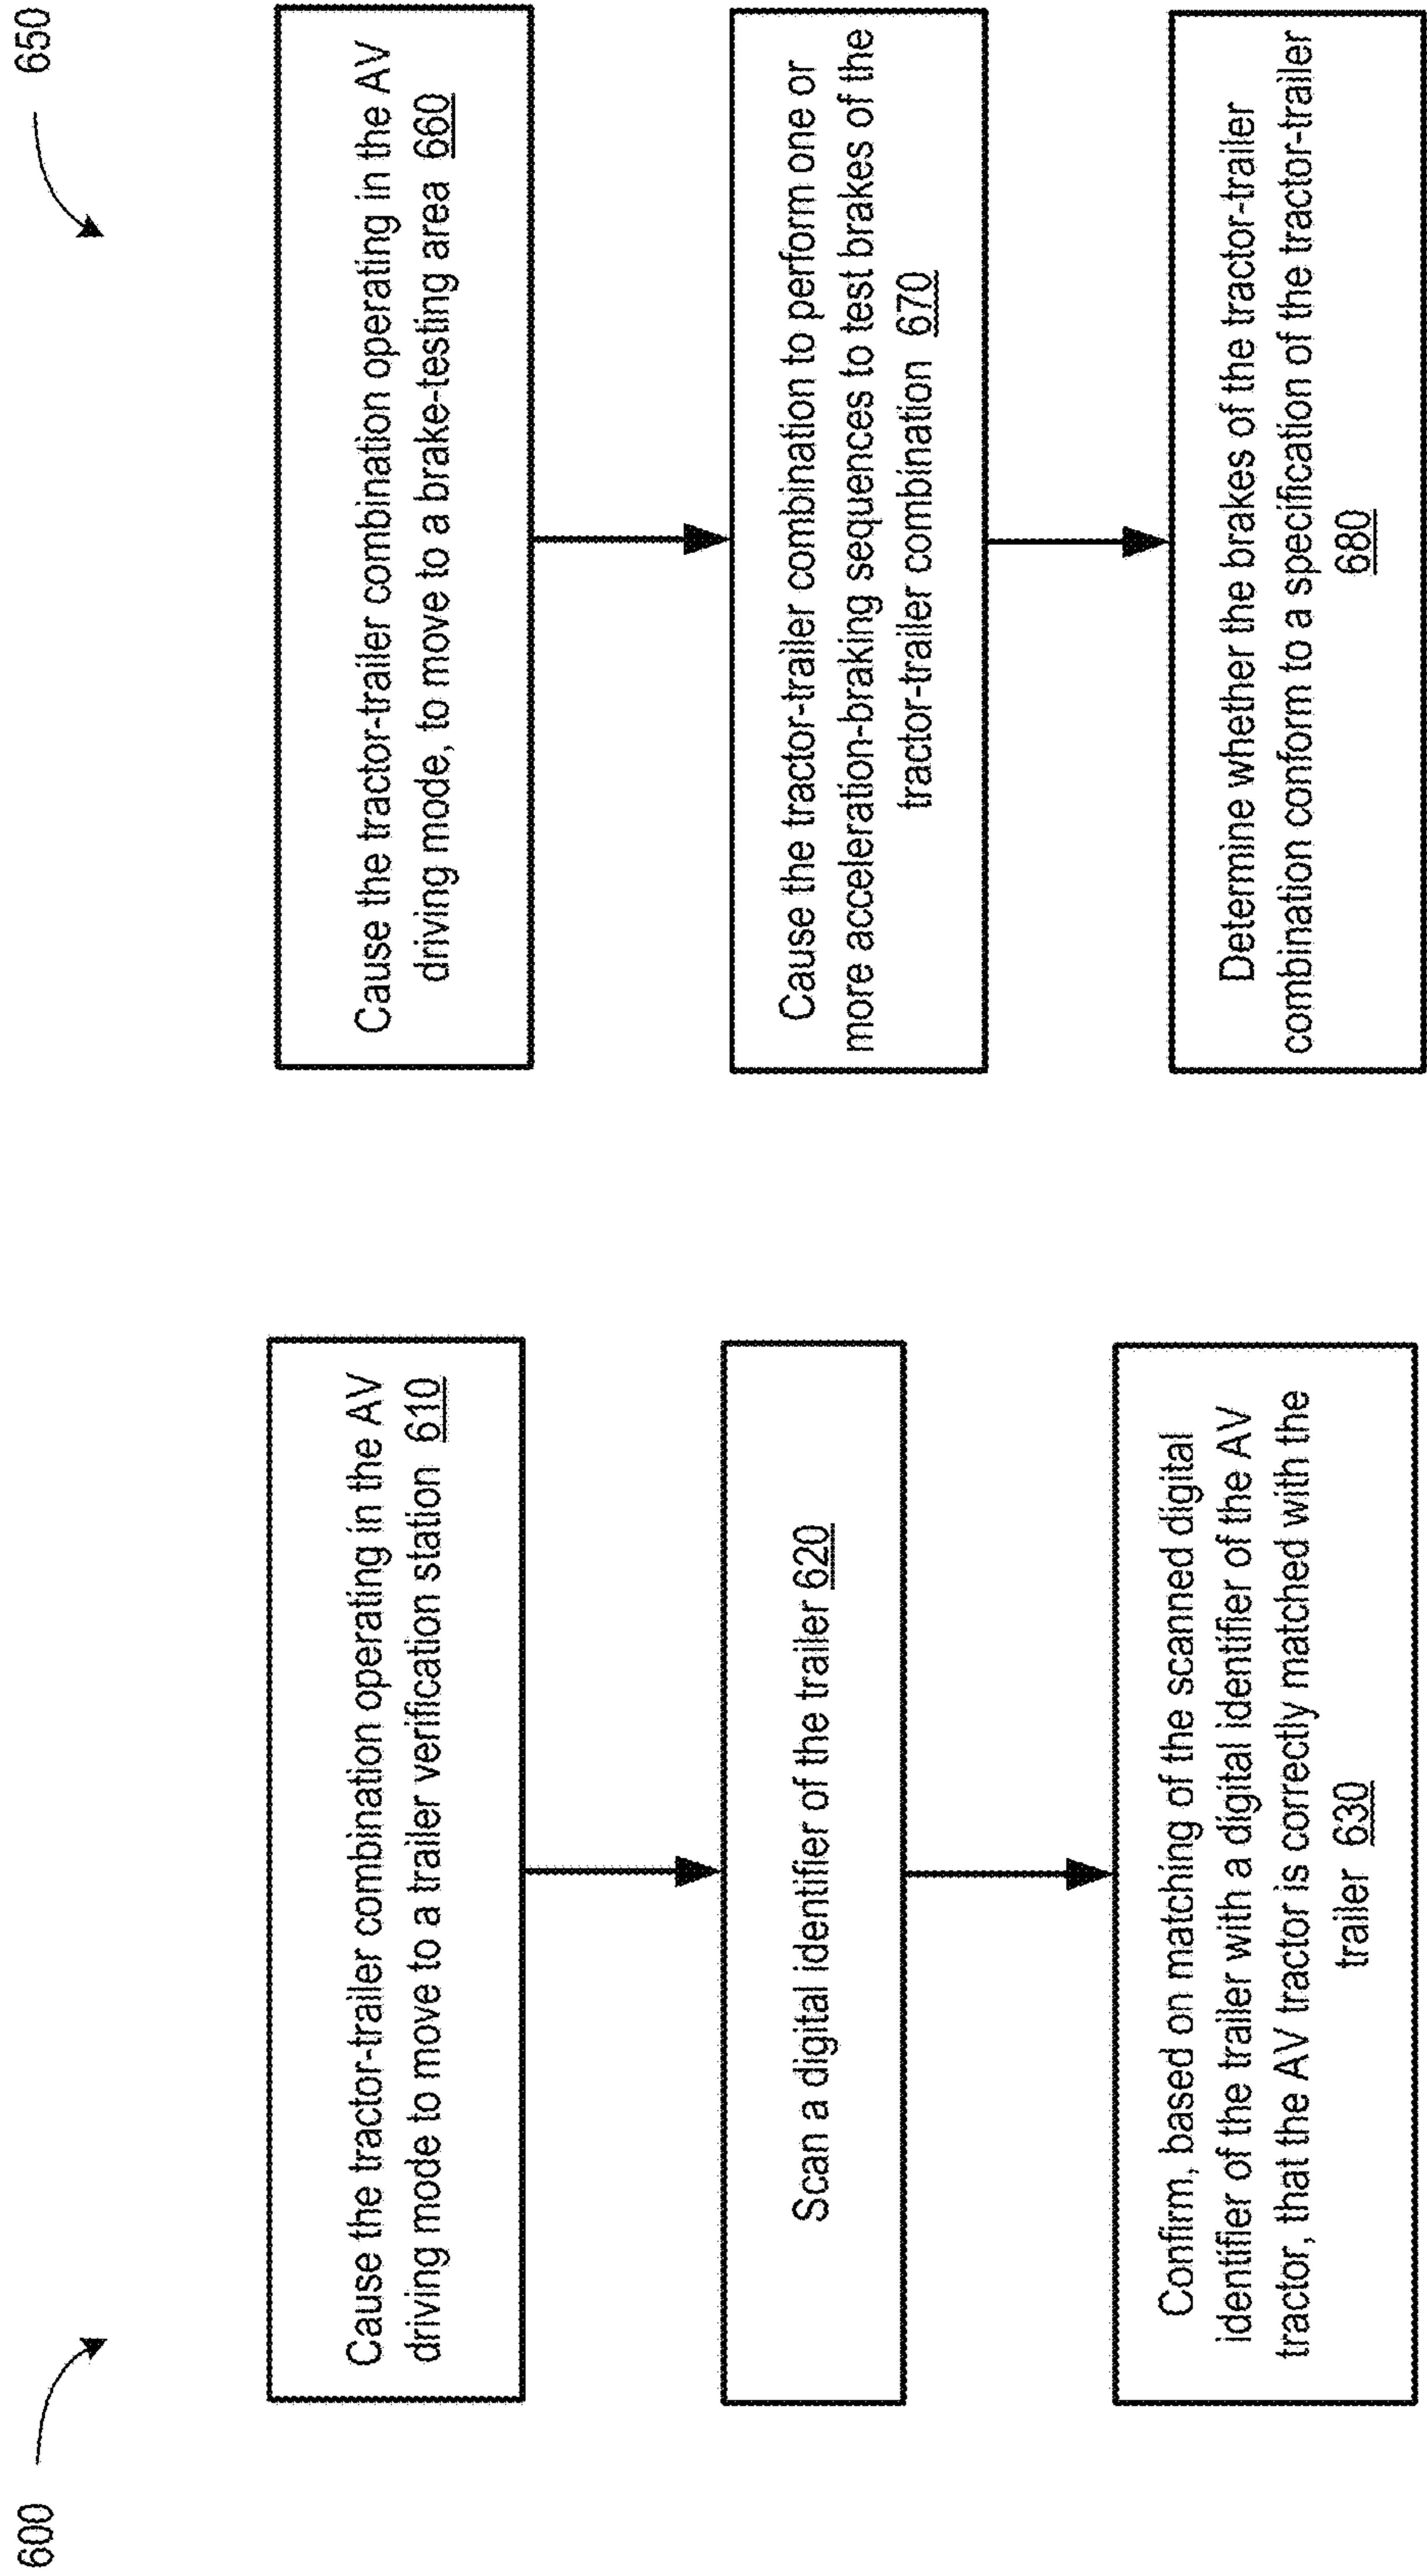 600
Cause the tractor-trailer combination operating in the AV
driving mode to move to a trailer verification station 610
Scan a digital identifier of the trailer 620
Confirm, based on matching of the scanned digital
identifier of the trailer with a digital identifier of the AV
tractor, that the AV tractor is correctly matched with the
trailer 630
650
Cause the tractor-trailer combination operating in the AV
driving mode, to move to a brake-testing area 660
Cause the tractor-trailer combination to perform one or
more acceleration-braking sequences to test brakes of the
tractor-trailer combination 670
Determine whether the brakes of the tractor-trailer
combination conform to a specification of the tractor-trailer
680